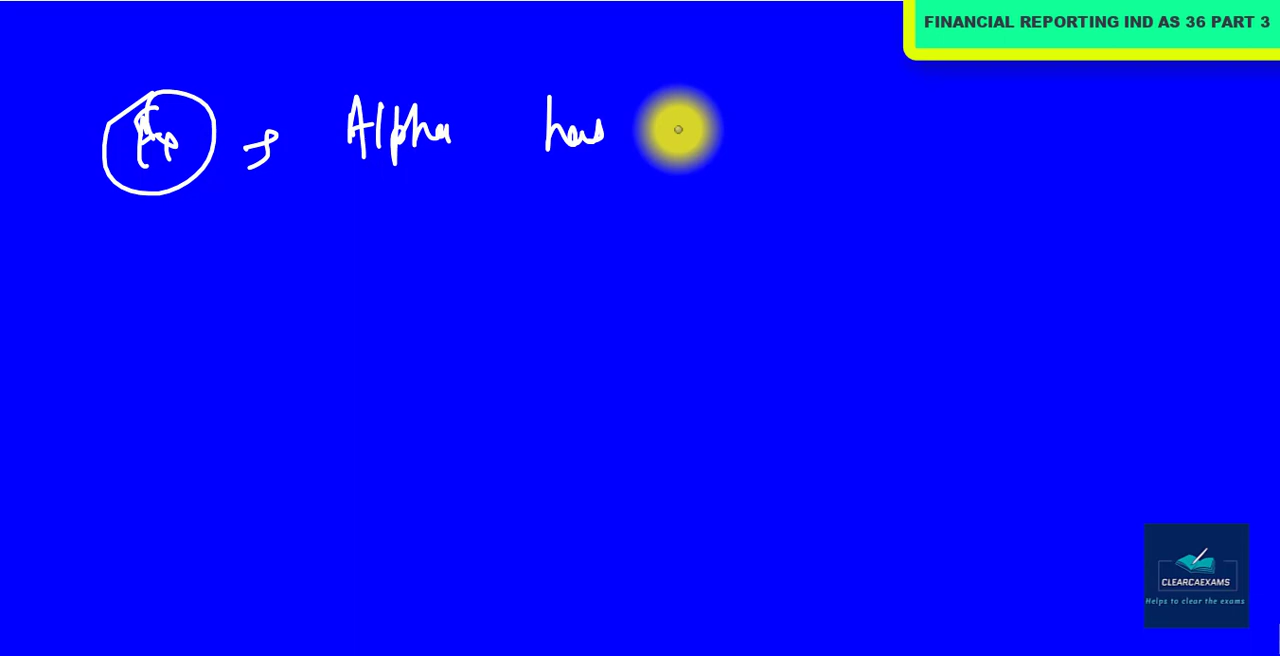 FINANCIAL REPORTING IND AS 36 PART 3
Alpha has
CLEARCAEXAMS
Helps to clear the exams